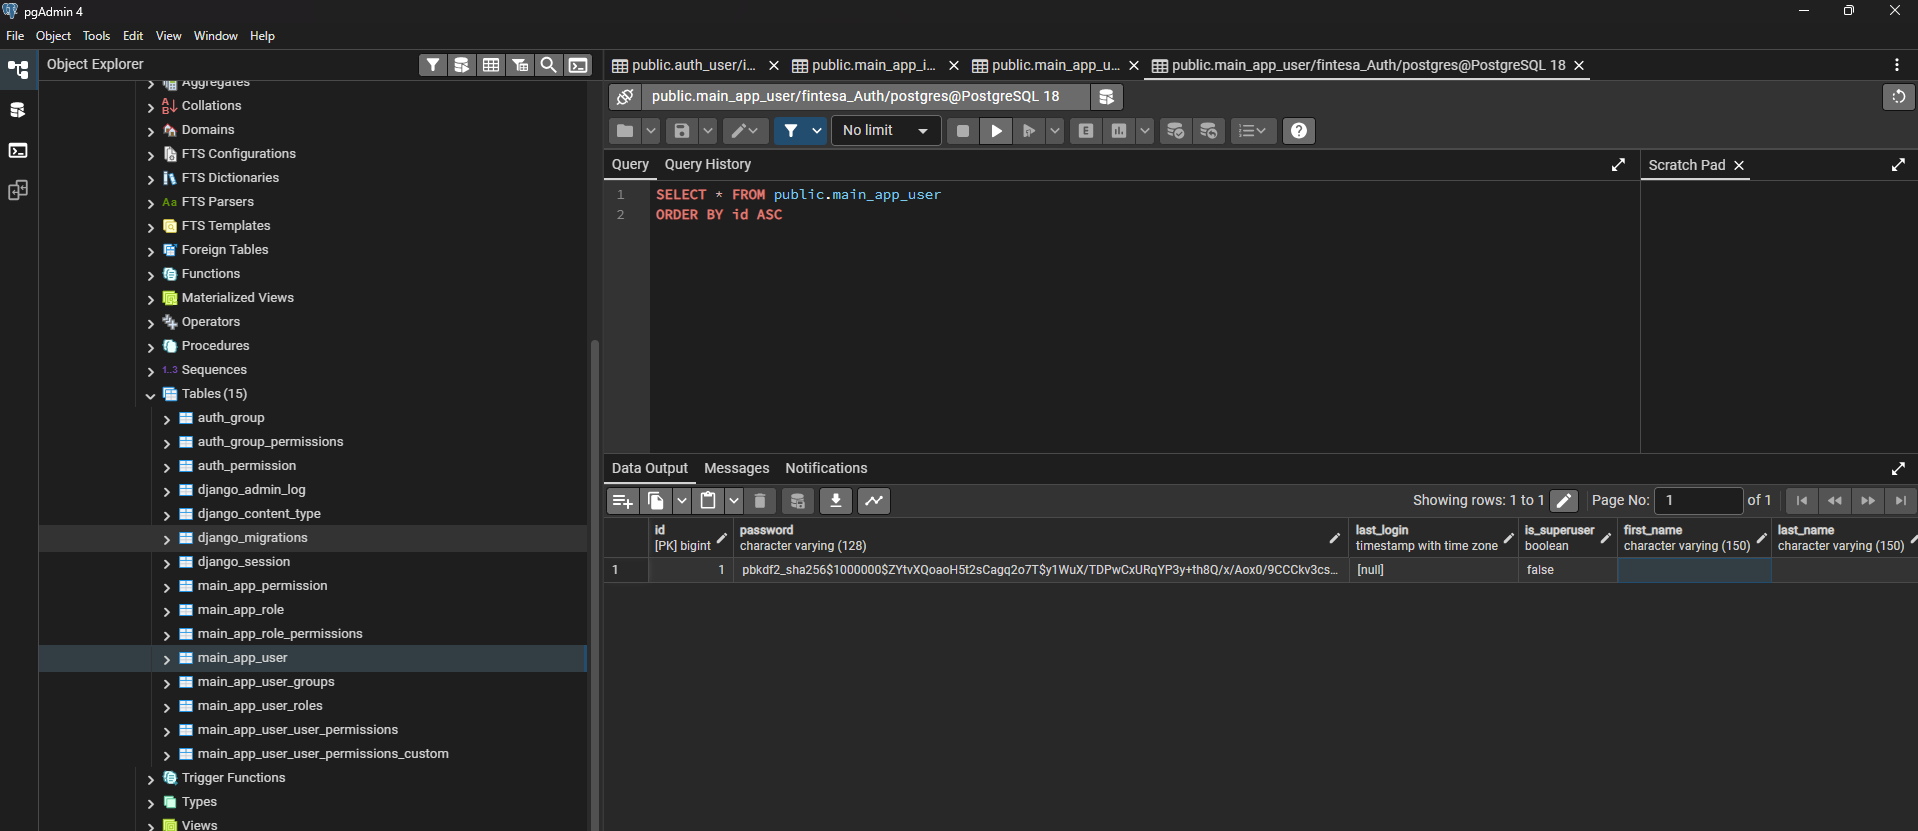 pgAdmin 4
File Object Tools Edit View Window Help
Object Explorer
Aggregates
Collations
Domains
FTS Configurations
FTS Dictionaries
Aa FTS Parsers
FTS Templates
Foreign Tables
Functions
Materialized Views
Operators
Procedures
1..3 Sequences
Tables (15)
auth_group
auth_group_permissions
auth_permission
django_admin_log
django_content_type
django_migrations
django_session
main_app_permission
main_app_role
main_app_role_permissions
main_app_user
main_app_user_groups
main_app_user_roles
main_app_user_user_permissions
main_app_user_user_permissions_custom
Trigger Functions
Types
Views
public.auth_user/i... public.main_app_i... public.main_app_u... public.main_app_user/fintesa_Auth/postgres@PostgreSQL 18
public.main_app_user/fintesa_Auth/postgres@PostgreSQL 18
No limit
Query Query History
Scratch Pad
1 SELECT * FROM public.main_app_user
2 ORDER BY id ASC
Data Output Messages Notifications
Showing rows: 1 to 1 Page No: 1 of 1
id password last_login is_superuser first_name last_name
[PK] bigint character varying (128) timestamp with time zone boolean character varying (150) character varying (150)
1 1 pbkdf2_sha256$1000000$ZYtvXQoaoH5t2sCagq2o7T$y1WuX/TDPwCxURqYP3y+th8Q/x/Aox0/9CCCkv3cs... [null] false